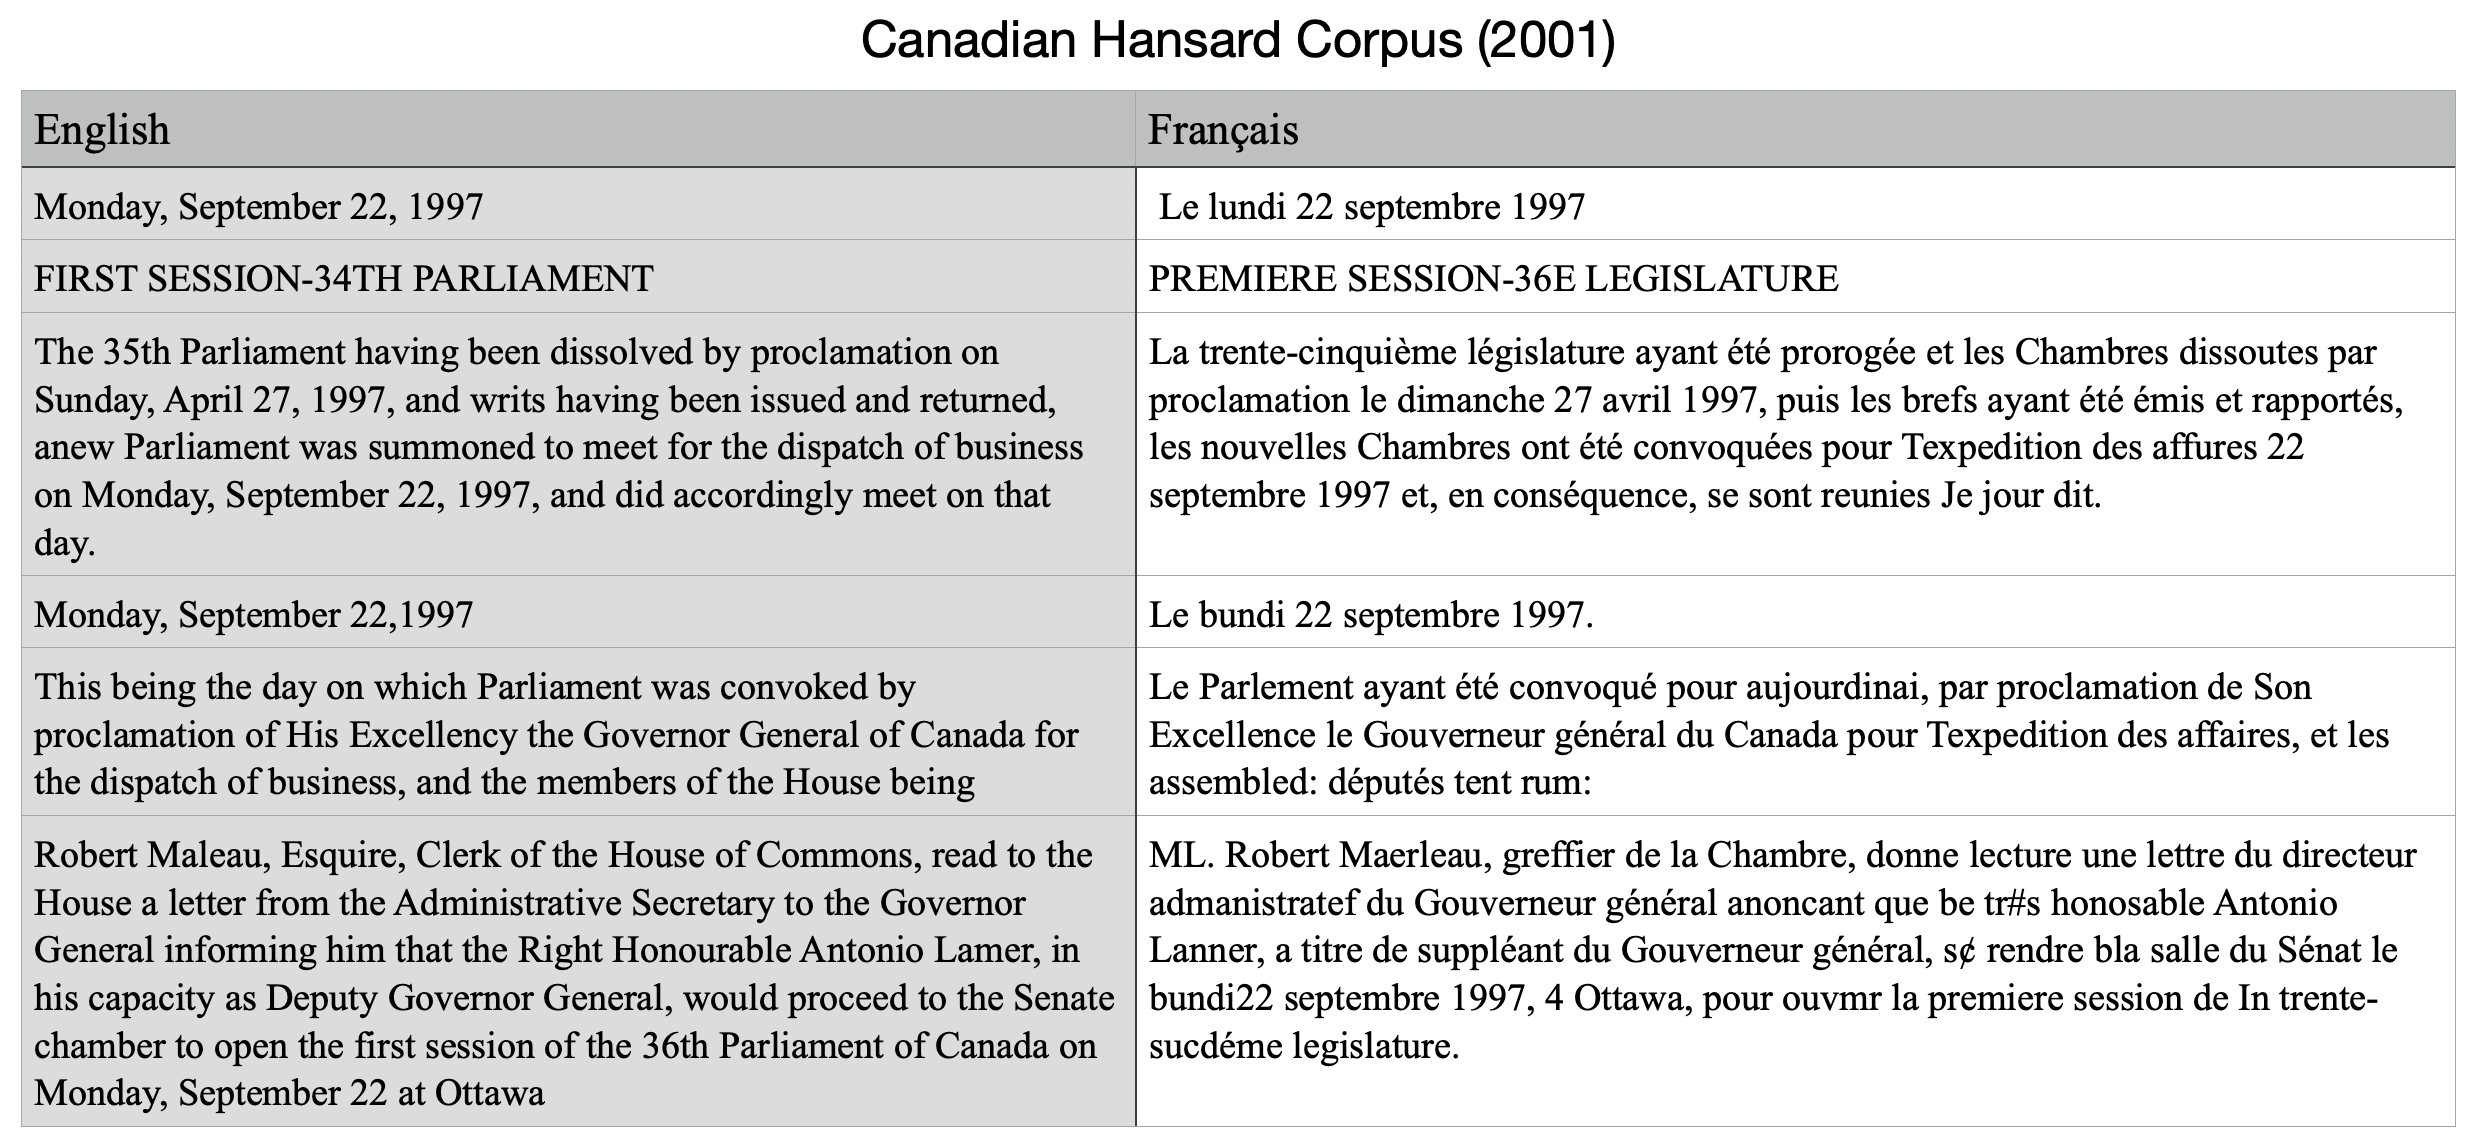 Canadian Hansard Corpus (2001)
English
Français
Monday, September 22, 1997
Le lundi 22 septembre 1997
FIRST SESSION-34TH PARLIAMENT
PREMIERE SESSION-36E LEGISLATURE
The 35th Parliament having been dissolved by proclamation on
Sunday, April 27, 1997, and writs having been issued and returned,
anew Parliament was summoned to meet for the dispatch of business
on Monday, September 22, 1997, and did accordingly meet on that
day.
La trente-cinquième législature ayant été prorogée et les Chambres dissoutes par
proclamation le dimanche 27 avril 1997, puis les brefs ayant été émis et rapportés,
les nouvelles Chambres ont été convoquées pour Texpedition des affures 22
septembre 1997 et, en conséquence, se sont reunies Je jour dit.
Monday, September 22,1997
Le bundi 22 septembre 1997.
This being the day on which Parliament was convoked by
proclamation of His Excellency the Governor General of Canada for
the dispatch of business, and the members of the House being
Le Parlement ayant été convoqué pour aujourdinai, par proclamation de Son
Excellence le Gouverneur général du Canada pour Texpedition des affaires, et les
assembled: députés tent rum:
Robert Maleau, Esquire, Clerk of the House of Commons, read to the
House a letter from the Administrative Secretary to the Governor
General informing him that the Right Honourable Antonio Lamer, in
his capacity as Deputy Governor General, would proceed to the Senate
chamber to open the first session of the 36th Parliament of Canada on
Monday, September 22 at Ottawa
ML. Robert Maerleau, greffier de la Chambre, donne lecture une lettre du directeur
admanistratef du Gouverneur général anoncant que be tr#s honosable Antonio
Lanner, a titre de suppléant du Gouverneur général, s¢ rendre bla salle du Sénat le
bundi22 septembre 1997, 4 Ottawa, pour ouvmr la premiere session de In trente-
sucdéme legislature.